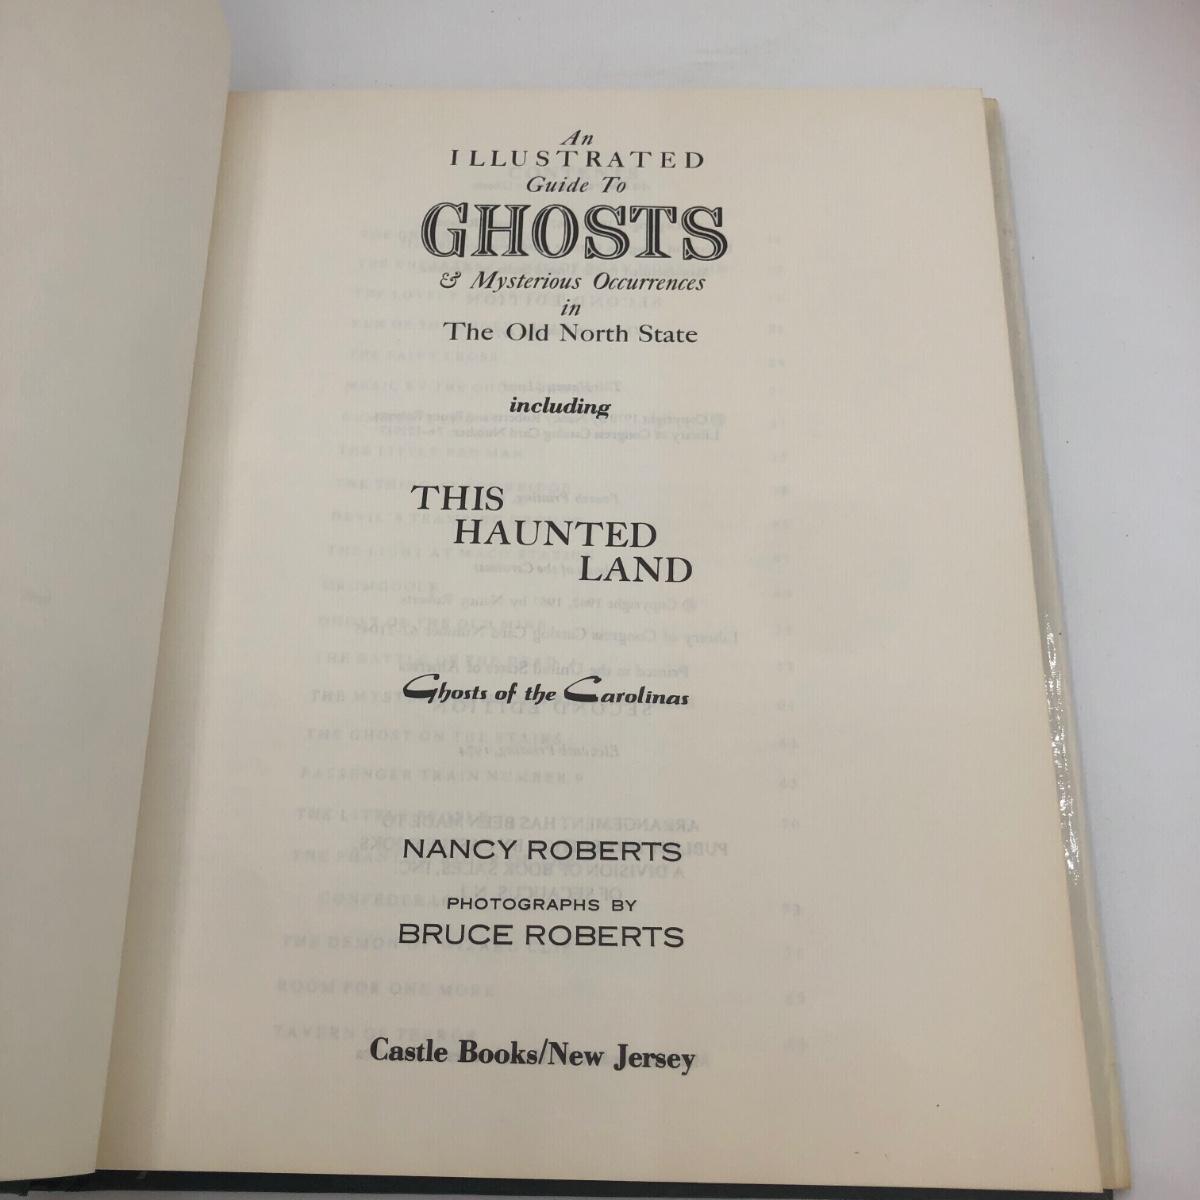 An
ILLUSTRATED
Guide To
GHOSTS
& Mysterious Occurrences
in
The Old North State
including
THIS
HAUNTED
LAND
Ghosts of the Carolinas
NANCY ROBERTS
PHOTOGRAPHS BY
BRUCE ROBERTS
Castle Books/New Jersey